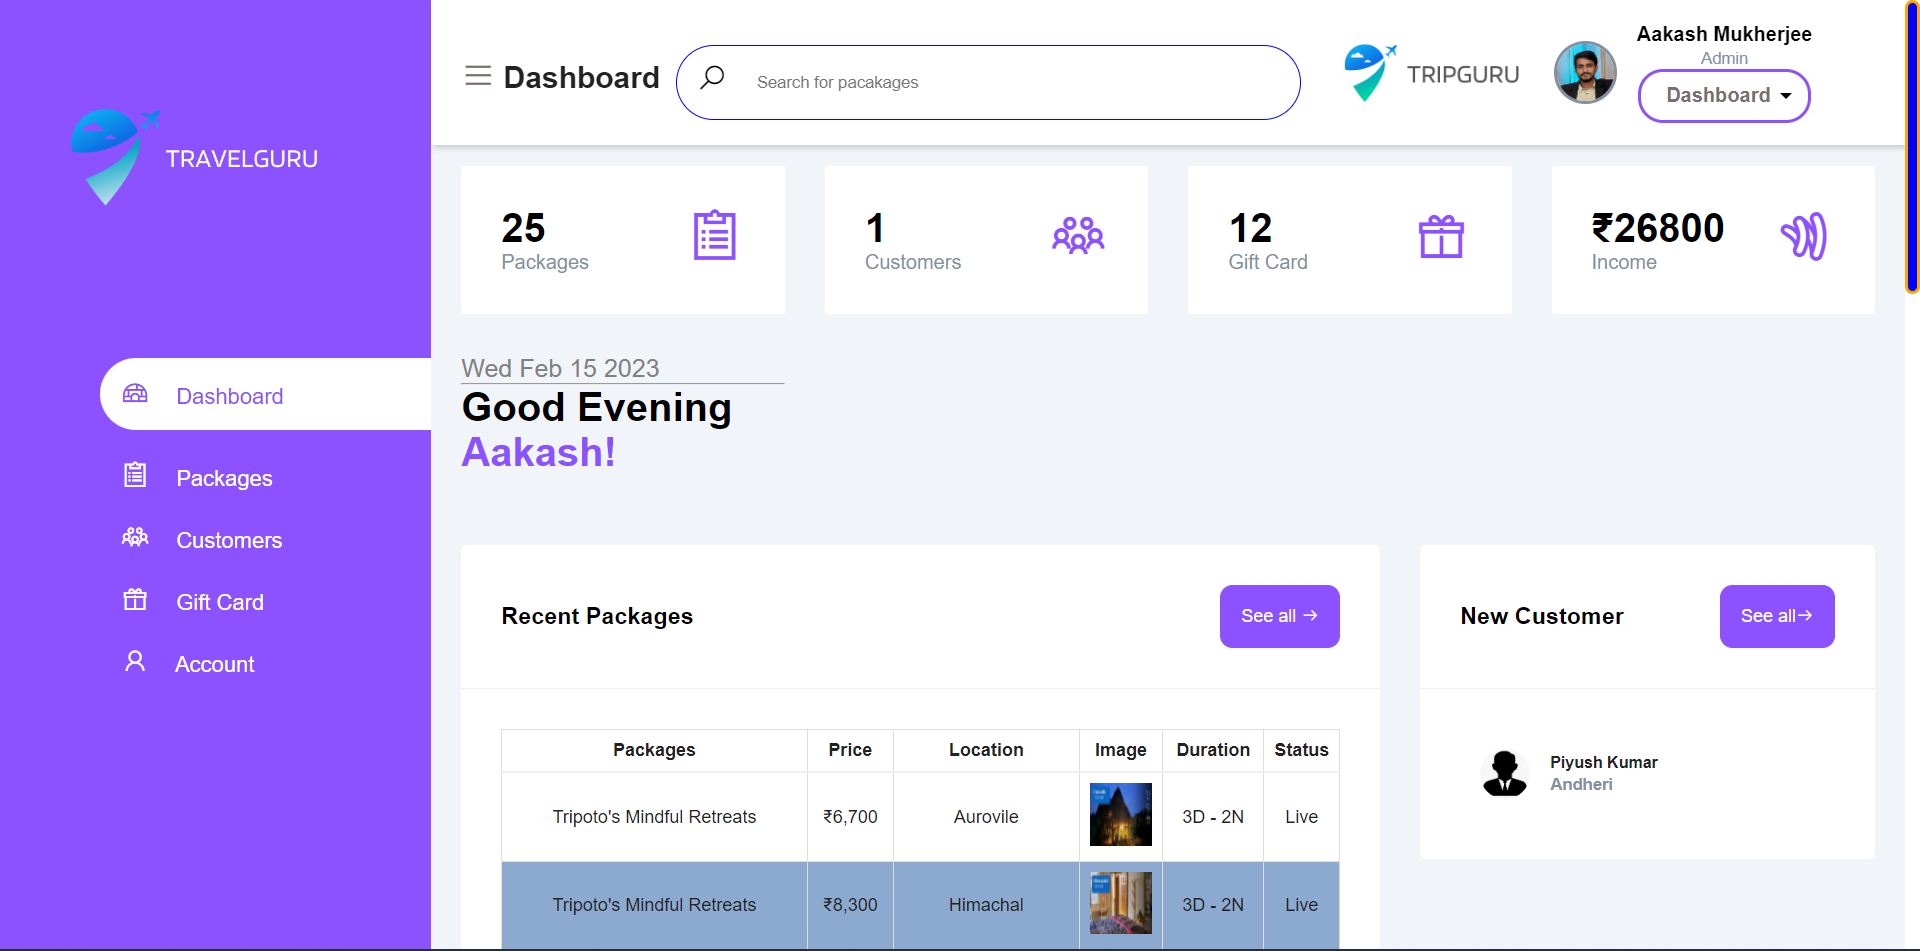 TRAVELGURU
Dashboard
Packages
Customers
Gift Card
Account
Dashboard
Search for pacakages
TRIPGURU
Aakash Mukherjee
Admin
Dashboard
25
Packages
1
Customers
12
Gift Card
₹26800
Income
Wed Feb 15 2023
Good Evening
Aakash!
Recent Packages
See all →
Packages Price Location Image Duration Status
Tripoto's Mindful Retreats ₹6,700 Aurovile 3D - 2N Live
Tripoto's Mindful Retreats ₹8,300 Himachal 3D - 2N Live
New Customer
See all→
Piyush Kumar
Andheri